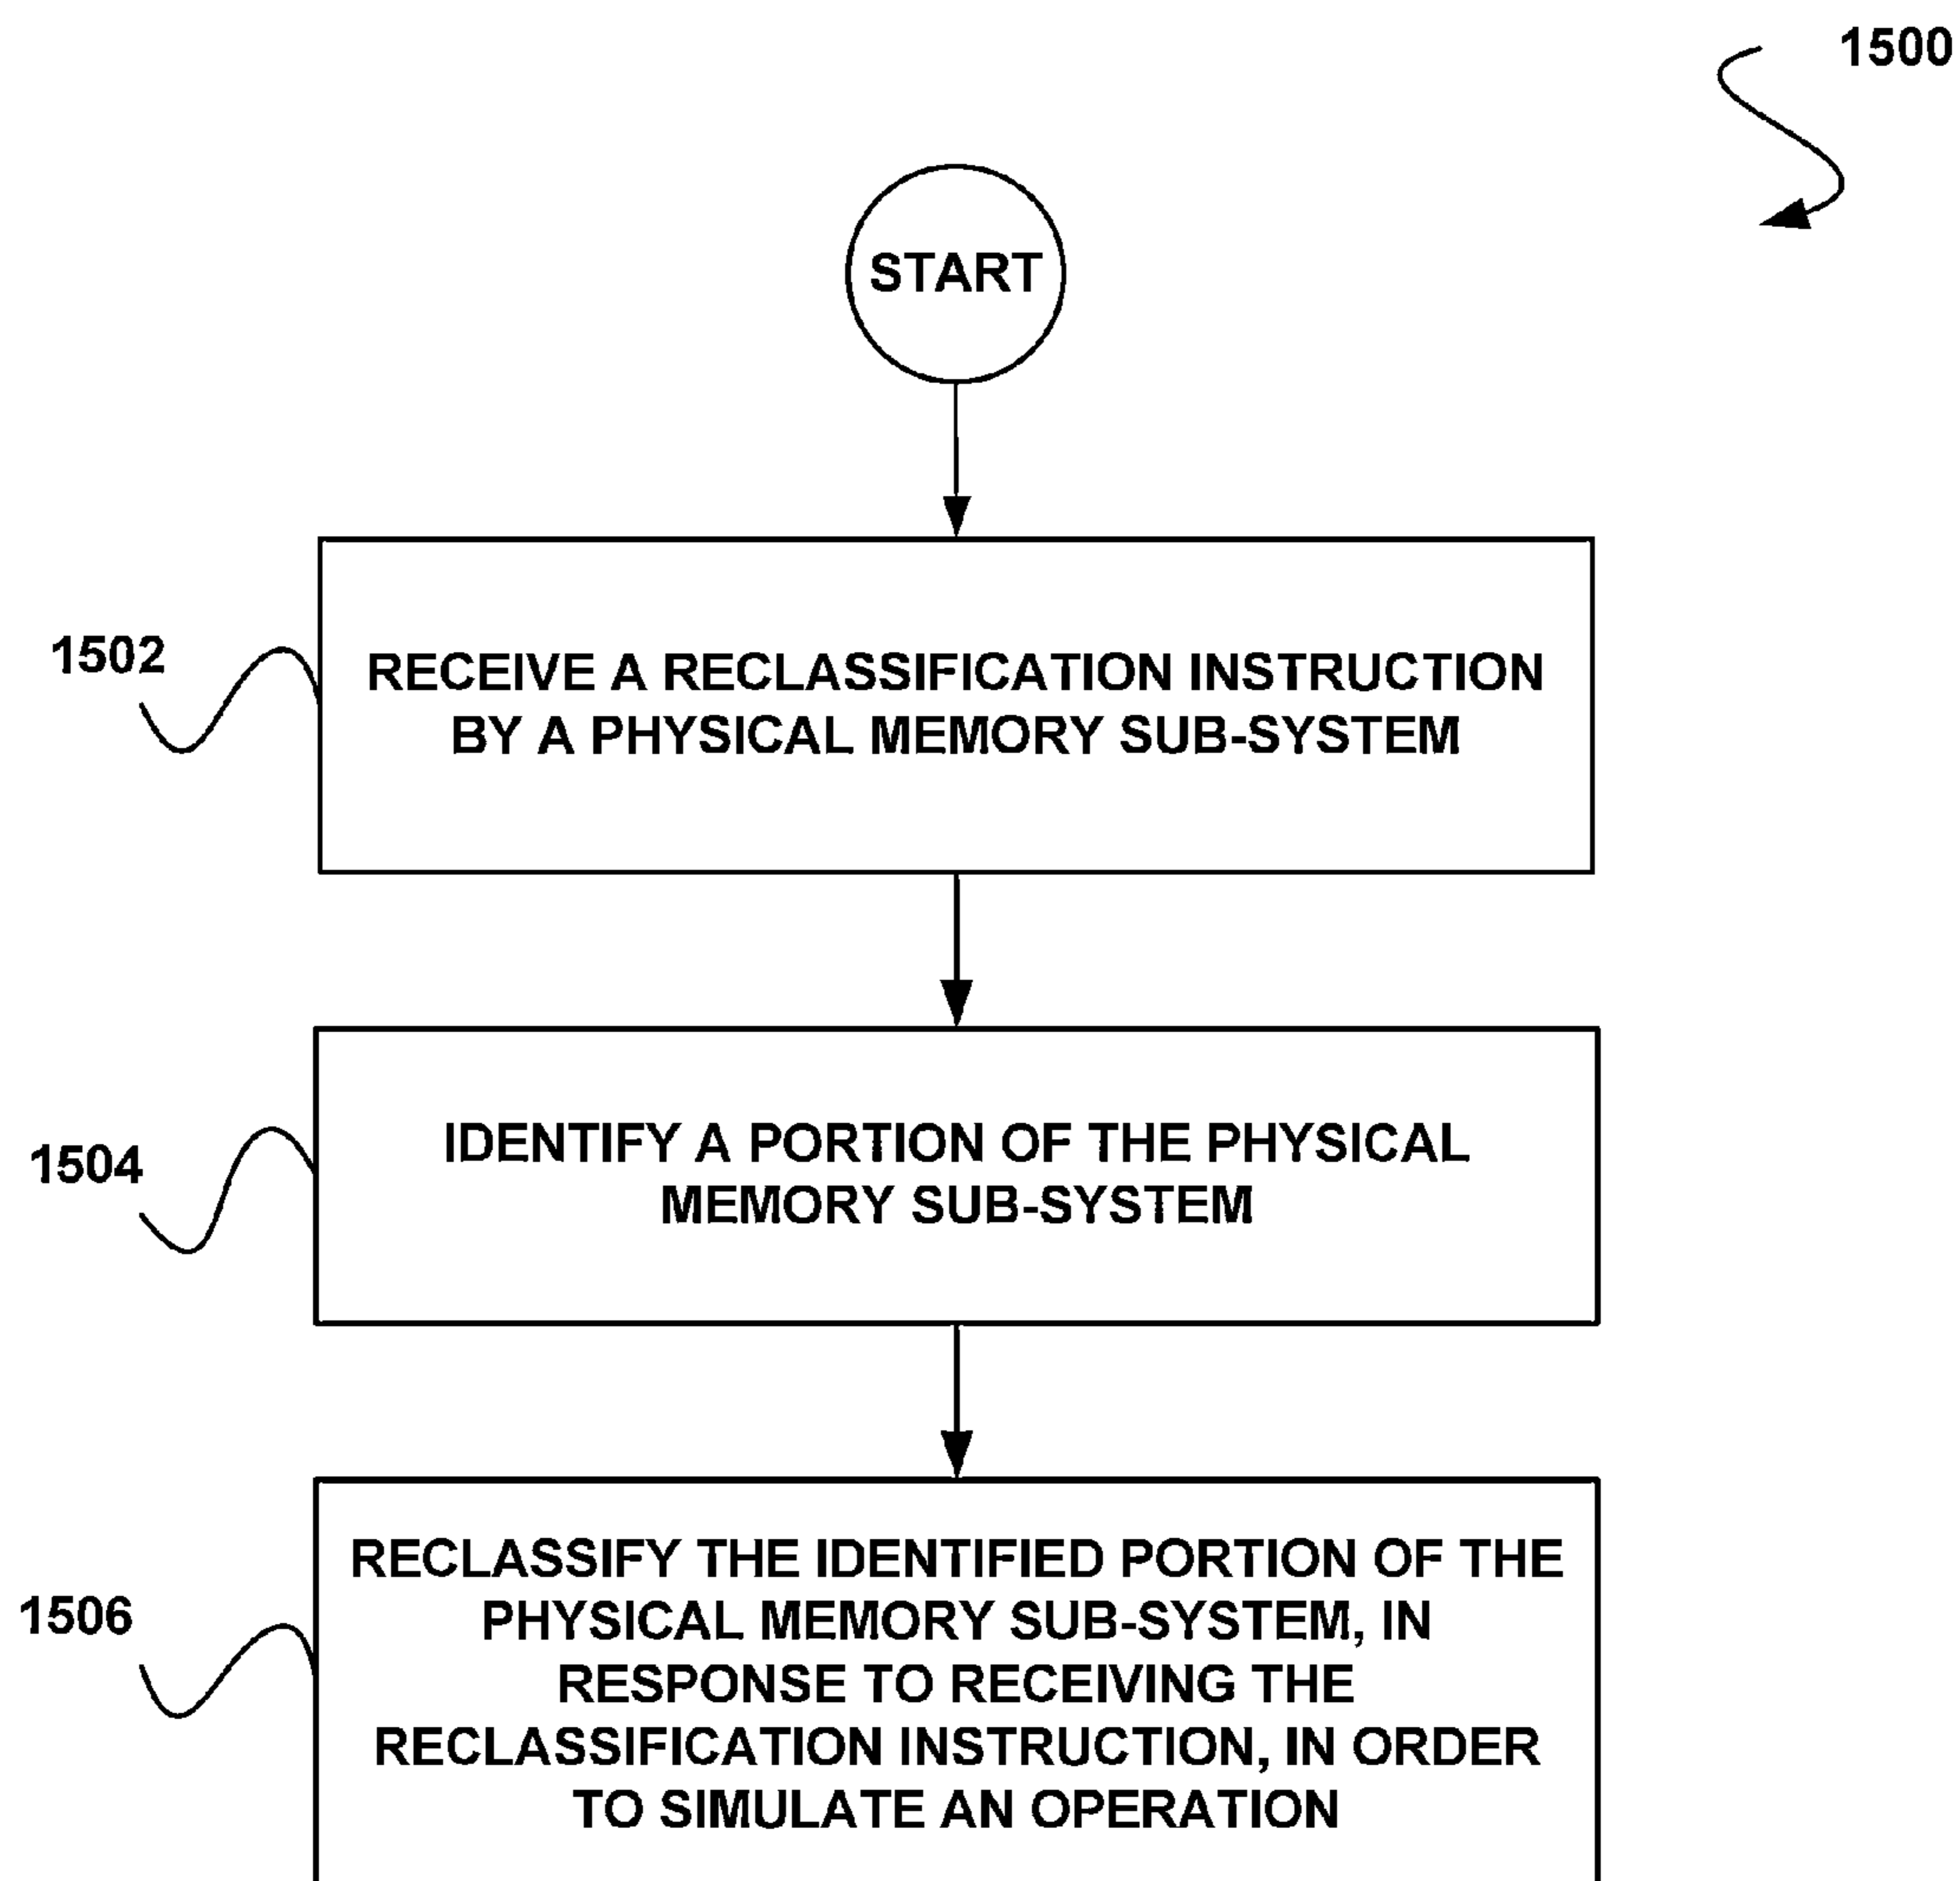 1500
START
1502
RECEIVE A RECLASSIFICATION INSTRUCTION
BY A PHYSICAL MEMORY SUB-SYSTEM
1504
IDENTIFY A PORTION OF THE PHYSICAL
MEMORY SUB-SYSTEM
1506
RECLASSIFY THE IDENTIFIED PORTION OF THE
PHYSICAL MEMORY SUB-SYSTEM, IN
RESPONSE TO RECEIVING THE
RECLASSIFICATION INSTRUCTION, IN ORDER
TO SIMULATE AN OPERATION